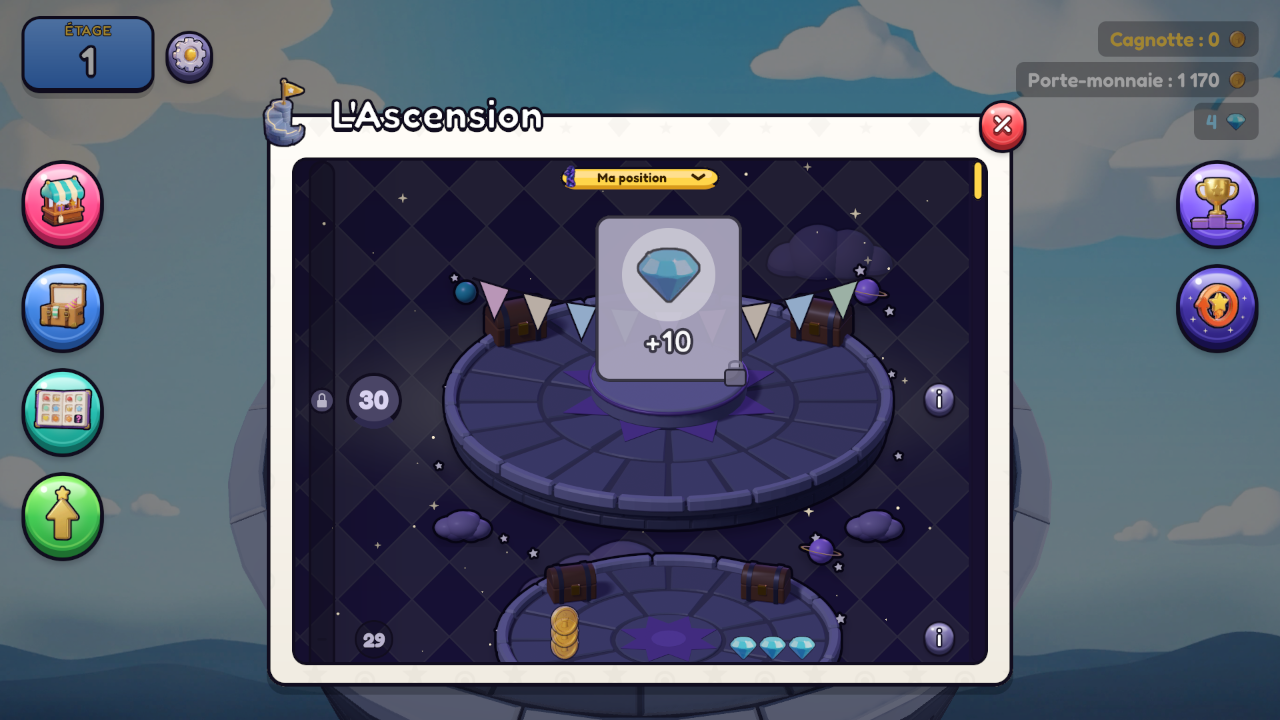 ÉTAGE
1
Cagnotte : 0
Porte-monnaie : 1 170
4
L'Ascension
Ma position
+10
30
i
29
i